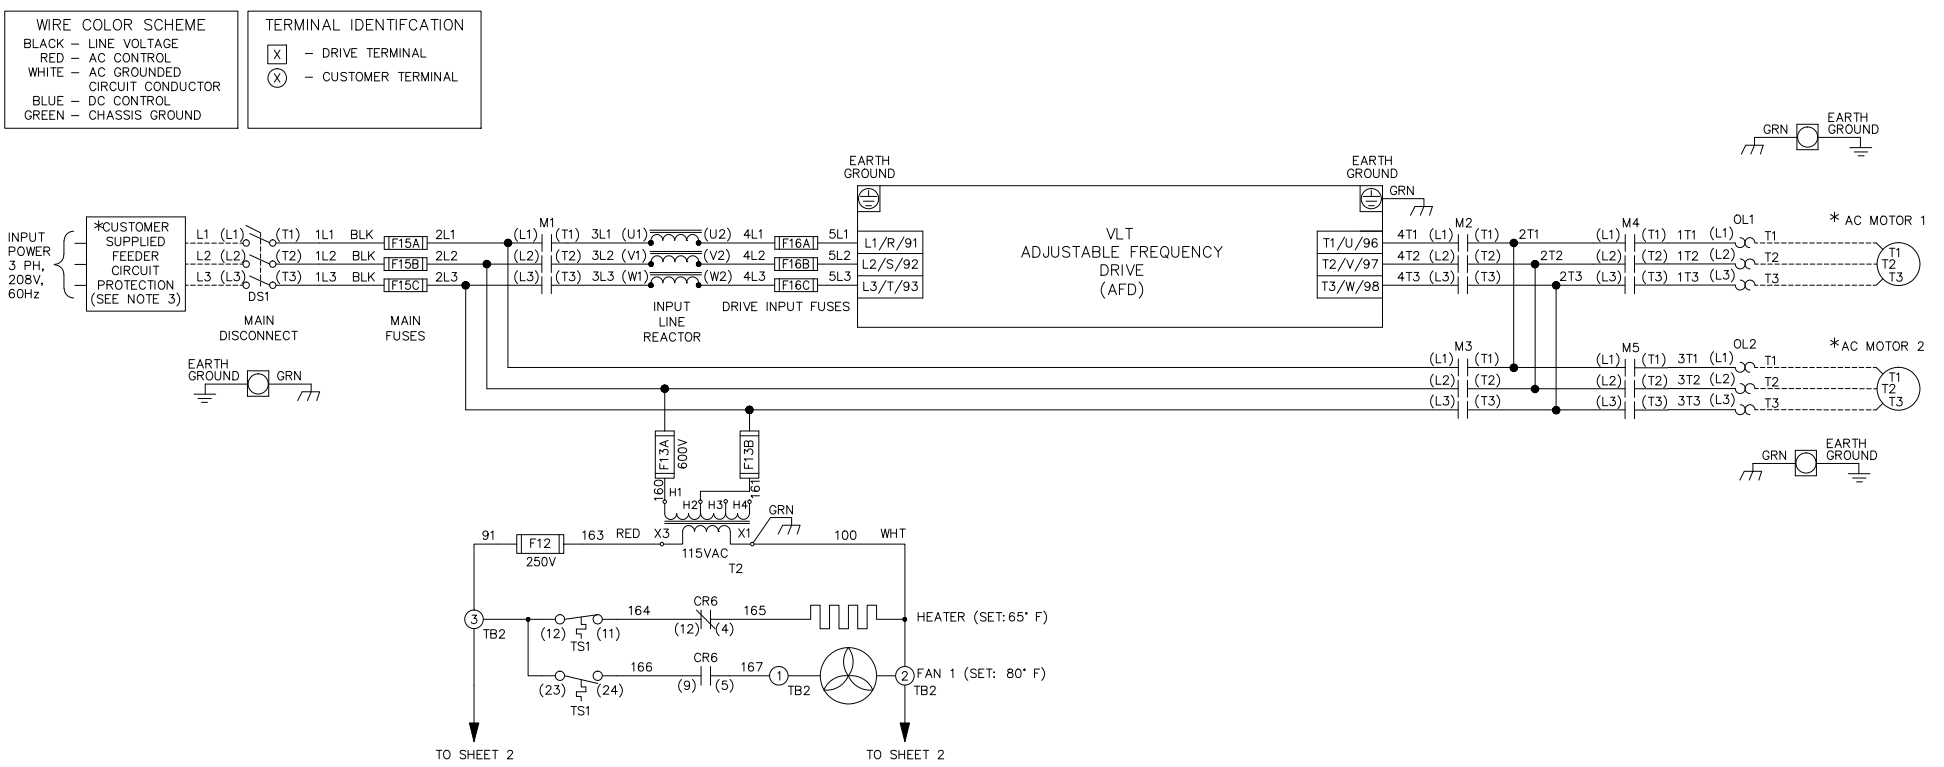 WIRE COLOR SCHEME
BLACK – LINE VOLTAGE
RED – AC CONTROL
WHITE – AC GROUNDED
CIRCUIT CONDUCTOR
BLUE – DC CONTROL
GREEN – CHASSIS GROUND
TERMINAL IDENTIFCATION
X – DRIVE TERMINAL
X – CUSTOMER TERMINAL
GRN
EARTH
GROUND
EARTH
GROUND
EARTH
GROUND
GRN
INPUT
POWER
3 PH,
208V,
60Hz
*CUSTOMER
SUPPLIED
FEEDER
CIRCUIT
PROTECTION
(SEE NOTE 3)
L1 (L1) (T1) 1L1 BLK F15A 2L1 (L1) M1 (T1) 3L1 (U1) (U2) 4L1 F16A 5L1 L1/R/91
L2 (L2) (T2) 1L2 BLK F15B 2L2 (L2) (T2) 3L2 (V1) (V2) 4L2 F16B 5L2 L2/S/92
L3 (L3) (T3) 1L3 BLK F15C 2L3 (L3) (T3) 3L3 (W1) (W2) 4L3 F16C 5L3 L3/T/93
DS1
MAIN
DISCONNECT
MAIN
FUSES
INPUT
LINE
REACTOR
DRIVE INPUT FUSES
VLT
ADJUSTABLE FREQUENCY
DRIVE
(AFD)
T1/U/96 4T1 (L1) M2 (T1) 2T1 (L1) M4 (T1) 1T1 (L1) OL1 T1
T2/V/97 4T2 (L2) (T2) 2T2 (L2) (T2) 1T2 (L2) T2
T3/W/98 4T3 (L3) (T3) 2T3 (L3) (T3) 1T3 (L3) T3
* AC MOTOR 1
T1
T2
T3
EARTH
GROUND
GRN
(L1) M3 (T1) (L1) M5 (T1) 3T1 (L1) OL2 T1
(L2) (T2) (L2) (T2) 3T2 (L2) T2
(L3) (T3) (L3) (T3) 3T3 (L3) T3
* AC MOTOR 2
T1
T2
T3
GRN
EARTH
GROUND
F13A
600V
F13B
160
161
H1
H2 H3 H4
GRN
91 F12 163 RED X3 X1 100 WHT
250V
115VAC
T2
3
TB2
(12) (11)
TS1
164
CR6
(12) (4)
165
HEATER (SET: 65° F)
(23) (24)
TS1
166
CR6
(9) (5)
167
1
TB2
2
TB2
FAN 1 (SET: 80° F)
TO SHEET 2
TO SHEET 2